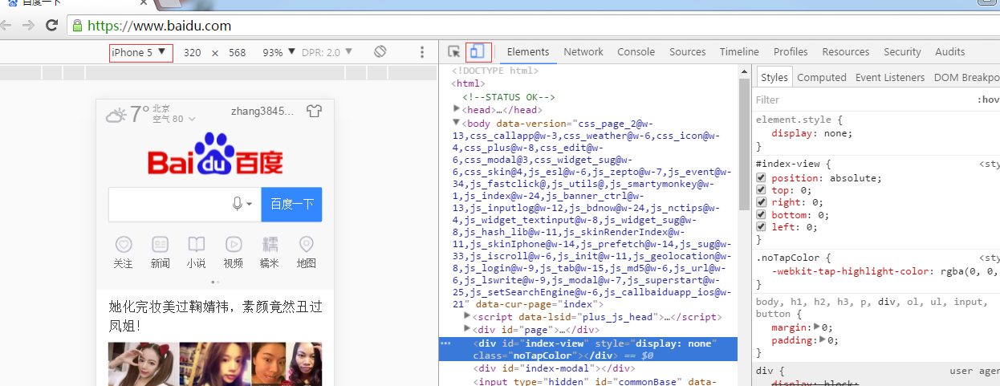 百度一下
https://www.baidu.com
iPhone 5 ▼ 320 × 568 93% ▼ DPR: 2.0 ▼
Elements Network Console Sources Timeline Profiles Resources Security Audits
7° 北京
空气 80
zhang3845...
Bai du 百度
百度一下
关注 新闻 小说 视频 糯米 地图
她化完妆美过鞠婧祎，素颜竟然丑过
凤姐！
<!DOCTYPE html>
<html>
<!--STATUS OK-->
▶<head>…</head>
▼<body data-version="css_page_2@w-
13,css_callapp@w-3,css_weather@w-6,css_icon@w-
4,css_plus@w-8,css_edit@w-
6,css_modal@3,css_widget_sug@w-
6,css_skin@4,js_esl@w-6,js_zepto@w-7,js_event@w-
34,js_fastclick@,js_utils@,js_smartymonkey@w-
1,js_index@w-24,js_banner_ctrl@w-
13,js_inputlog@w-12,js_bdnow@w-24,js_nctips@w-
4,js_widget_textinput@w-8,js_widget_sug@w-
8,js_hash_lib@w-11,js_skinRenderIndex@w-
11,js_skinIphone@w-14,js_prefetch@w-14,js_sug@w-
33,js_iscroll@w-6,js_init@w-11,js_geolocation@w-
8,js_login@w-9,js_tab@w-15,js_md5@w-6,js_url@w-
6,js_lswrite@w-9,js_modal@w-7,js_superstart@w-
25,js_setSearchEngine@w-6,js_callbaiduapp_ios@w-
21" data-cur-page="index">
▶<script data-lsid="plus_js_head">…</script>
▶<div id="page">…</div>
<div id="index-view" style="display: none"
class="noTapColor"></div> == $0
<div id="index-modal"></div>
<input type="hidden" id="commonBase" data-
Styles Computed Event Listeners DOM Breakpo
Filter :hov
element.style {
display: none;
}
#index-view { <sty
position: absolute;
top: 0;
right: 0;
bottom: 0;
left: 0;
}
.noTapColor { <sty
-webkit-tap-highlight-color: rgba(0, 0,
}
body, h1, h2, h3, p, div, ol, ul, input,
button {
margin:▶0;
padding:▶0;
}
div { user agen
display: block;